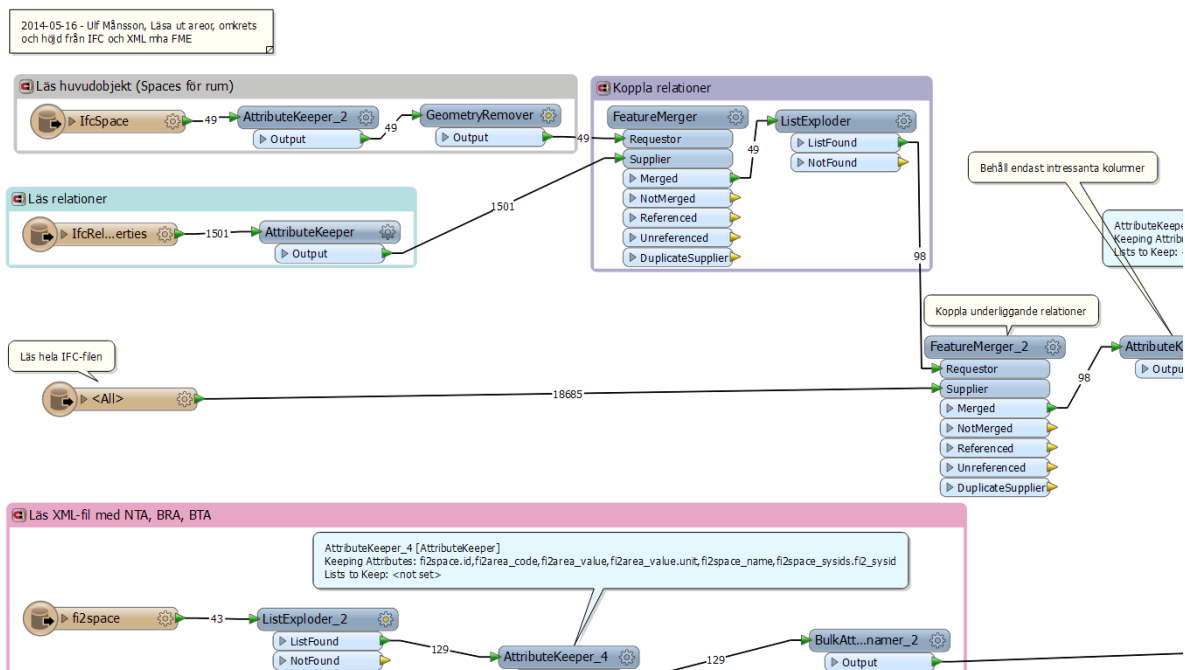 2014-05-16 - Ulf Månsson, Läsa ut areor, omkrets
och höjd från IFC och XML mha FME
Läs huvudobjekt (Spaces för rum)
IfcSpace
49
AttributeKeeper_2
Output
49
GeometryRemover
Output
49
Läs relationer
IfcRel...erties
1501
AttributeKeeper
Output
1501
Koppla relationer
FeatureMerger
Requestor
Supplier
Merged
NotMerged
Referenced
Unreferenced
DuplicateSupplier
49
ListExploder
ListFound
NotFound
98
Behåll endast intressanta kolumner
AttributeKeepe
Keeping Attribu
Lists to Keep:
Läs hela IFC-filen
<All>
18685
Koppla underliggande relationer
FeatureMerger_2
Requestor
Supplier
Merged
NotMerged
Referenced
Unreferenced
DuplicateSupplier
98
AttributeK
Outpu
Läs XML-fil med NTA, BRA, BTA
AttributeKeeper_4 [AttributeKeeper]
Keeping Attributes: fi2space.id,fi2area_code,fi2area_value,fi2area_value.unit,fi2space_name,fi2space_sysids.fi2_sysid
Lists to Keep: <not set>
fi2space
43
ListExploder_2
ListFound
NotFound
129
AttributeKeeper_4
129
BulkAtt...namer_2
Output